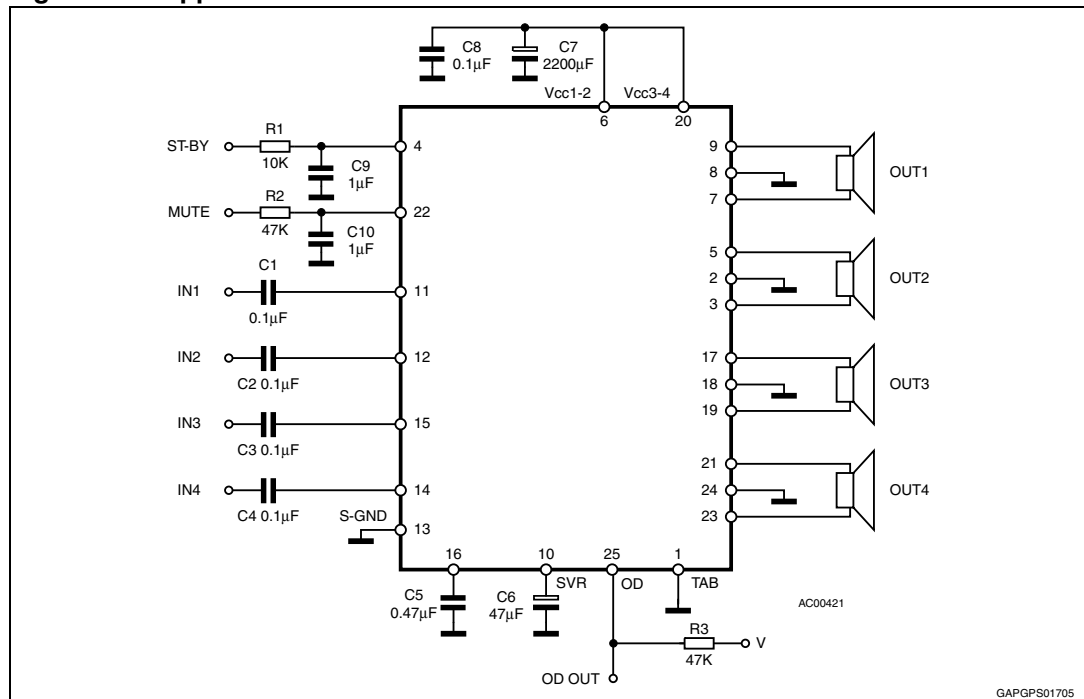 C8
0.1µF
C7
2200µF
Vcc1-2
Vcc3-4
6
20
ST-BY
R1
10K
4
C9
1µF
MUTE
R2
47K
22
C10
1µF
IN1
C1
0.1µF
11
IN2
C2 0.1µF
12
IN3
C3 0.1µF
15
IN4
C4 0.1µF
14
S-GND
13
9
8
7
OUT1
5
2
3
OUT2
17
18
19
OUT3
21
24
23
OUT4
16
10
25
1
SVR
OD
TAB
C5
0.47µF
C6
47µF
AC00421
R3
47K
V
OD OUT
GAPGPS01705